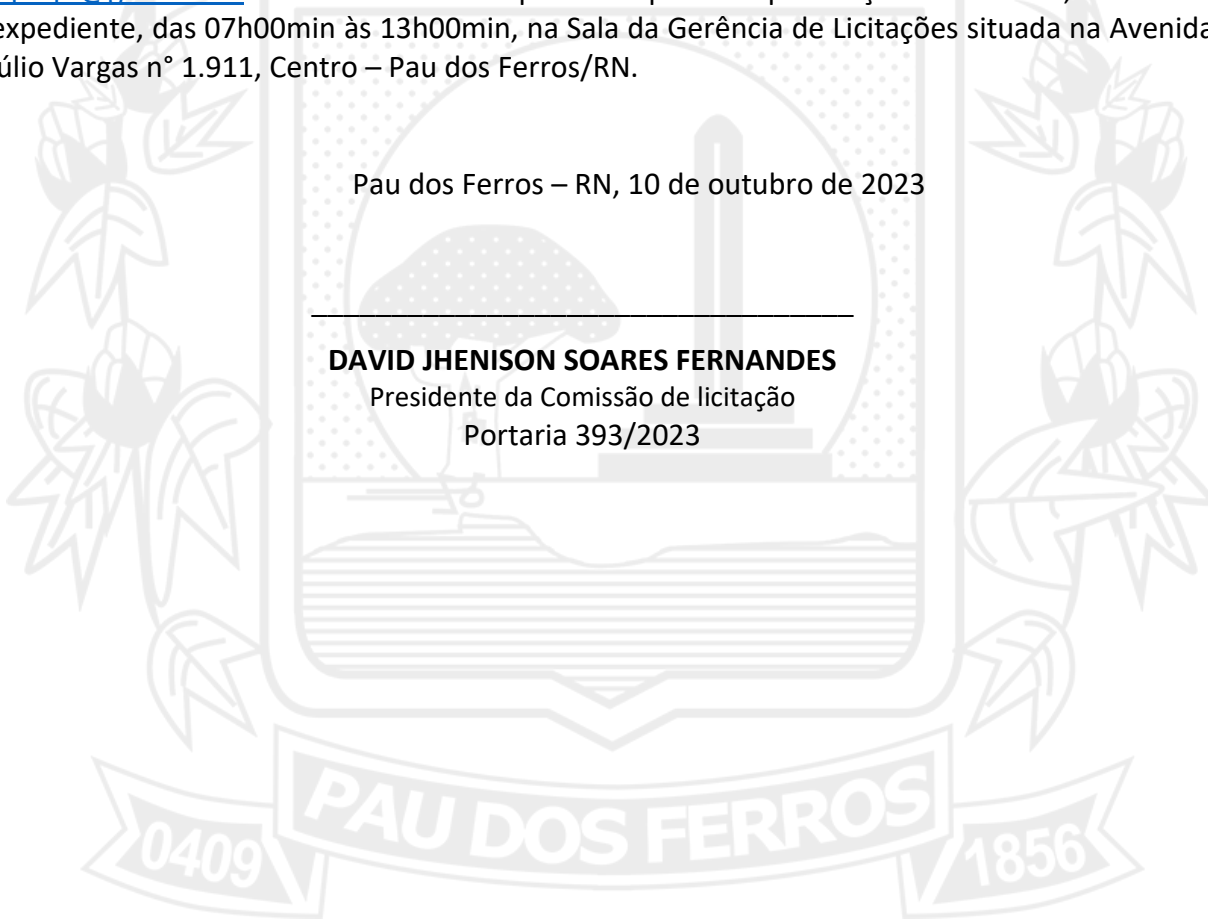 expediente, das 07h00min às 13h00min, na Sala da Gerência de Licitações situada na Avenida
úlio Vargas n° 1.911, Centro – Pau dos Ferros/RN.
Pau dos Ferros – RN, 10 de outubro de 2023
DAVID JHENISON SOARES FERNANDES
Presidente da Comissão de licitação
Portaria 393/2023
PAU DOS FERROS
0409
1856